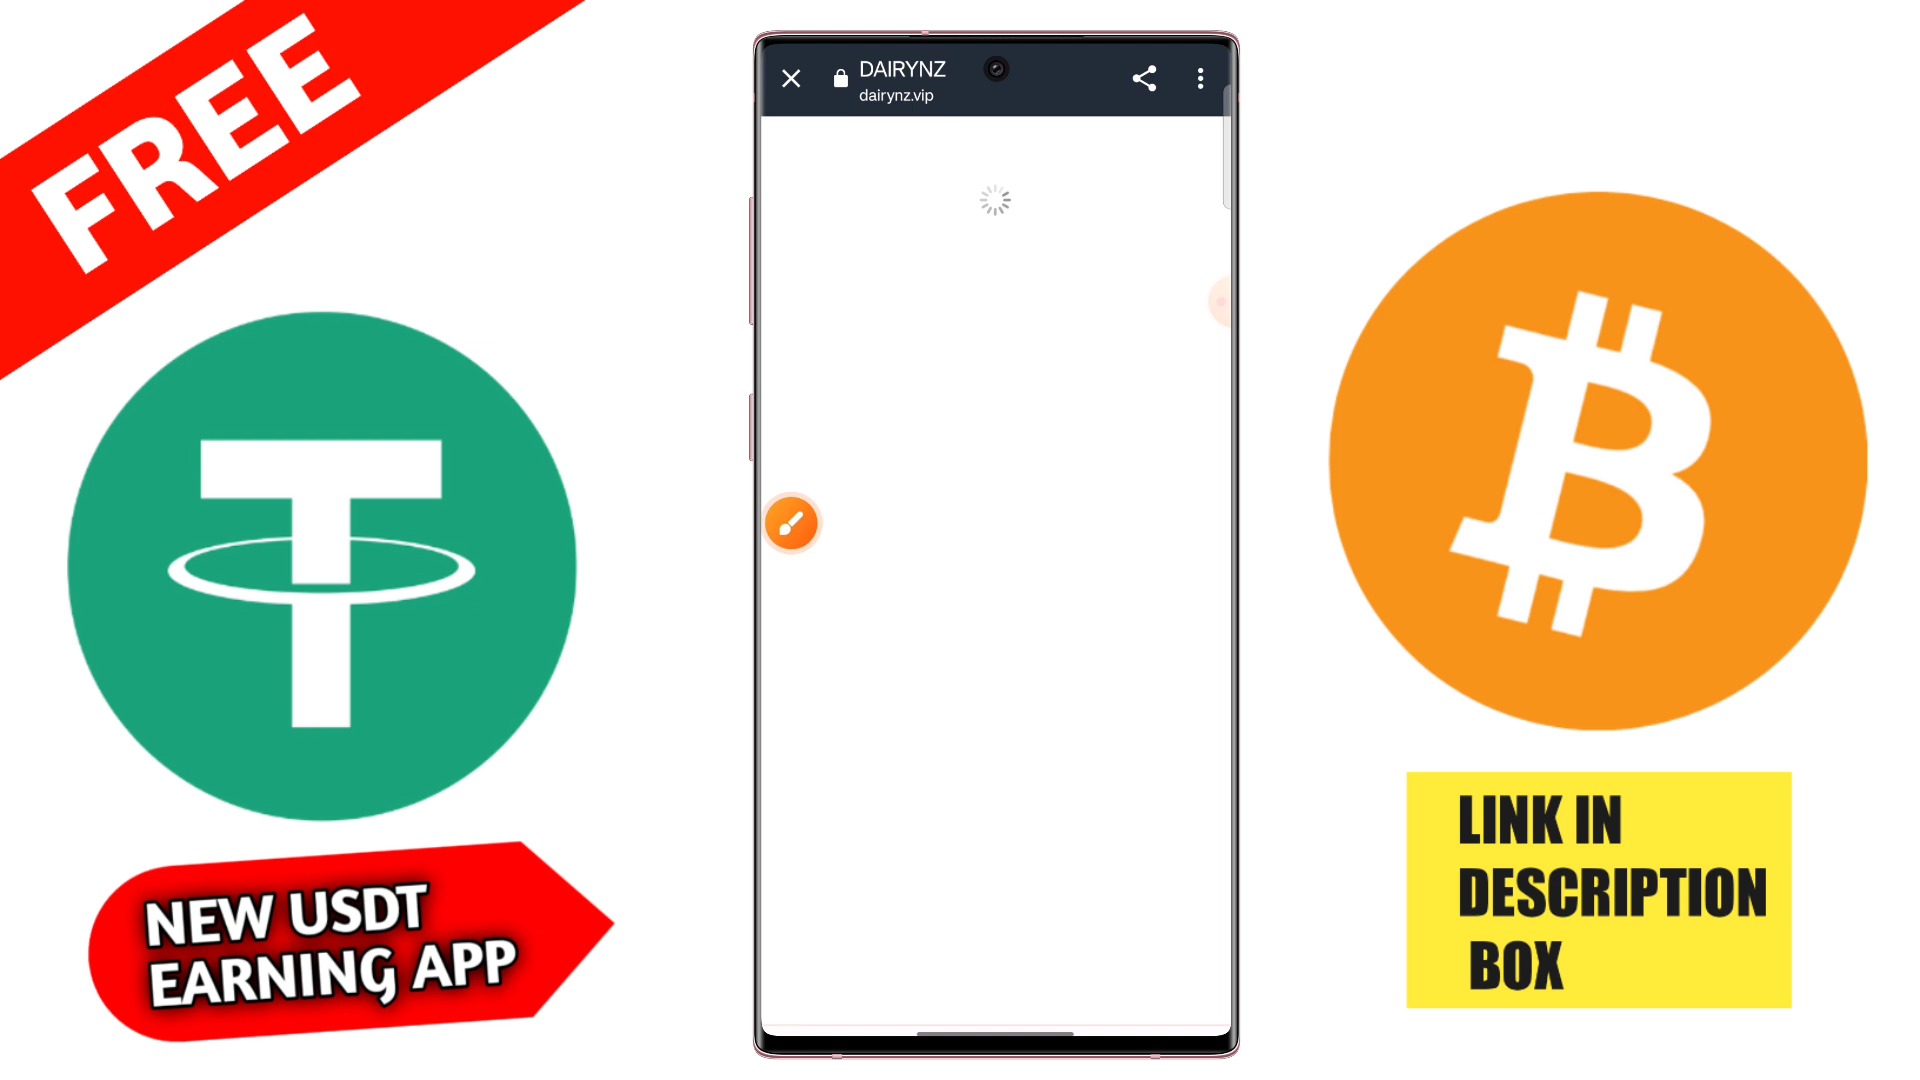 FREE
DAIRYNZ
dairynz.vip
NEW USDT
EARNING APP
LINK IN
DESCRIPTION
BOX